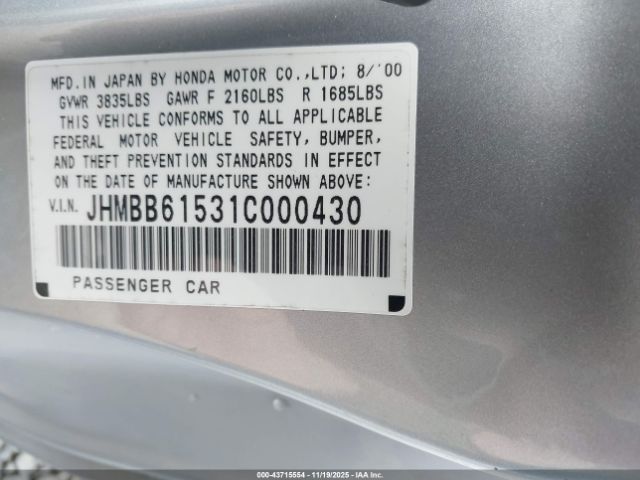 MFD.IN JAPAN BY HONDA MOTOR CO.,LTD; 8/'00
GVWR 3835LBS GAWR F 2160LBS R 1685LBS
THIS VEHICLE CONFORMS TO ALL APPLICABLE
FEDERAL MOTOR VEHICLE SAFETY, BUMPER,
AND THEFT PREVENTION STANDARDS IN EFFECT
ON THE DATE OF MANUFACTURE SHOWN ABOVE:
V.I.N. JHMBB61531C000430
PASSENGER CAR
000-43715554 | 11/19/2025 | IAAI